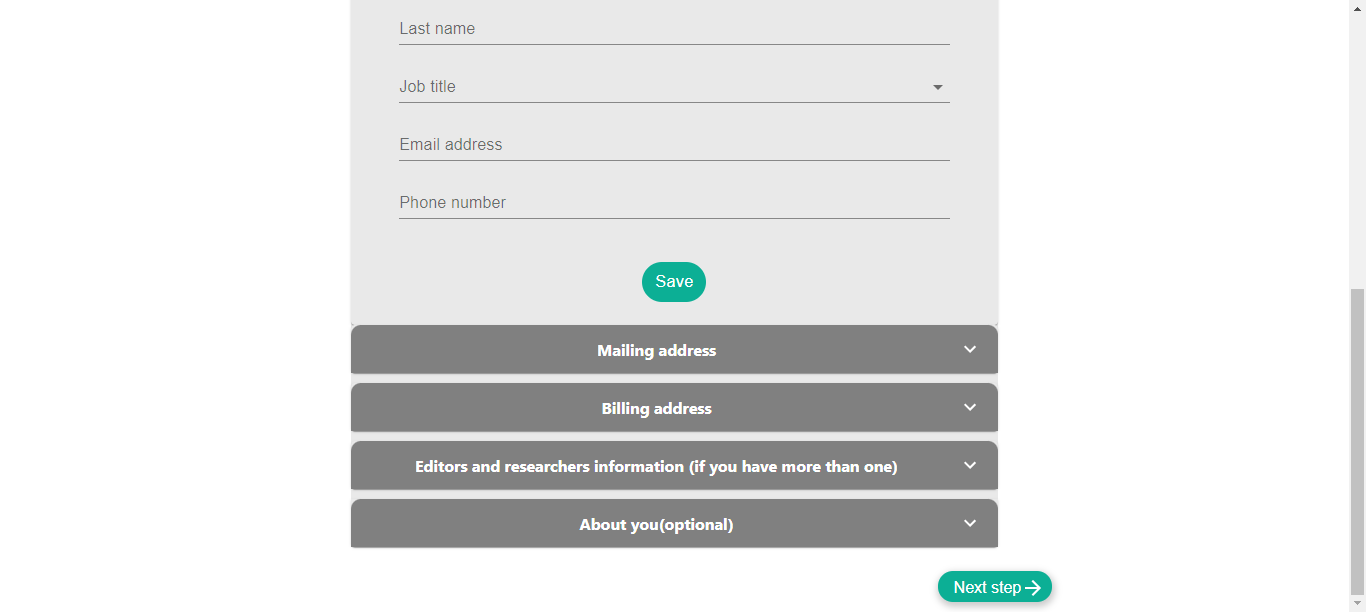 Last name
Job title
Email address
Phone number
Save
Mailing address
Billing address
Editors and researchers information (if you have more than one)
About you(optional)
Next step